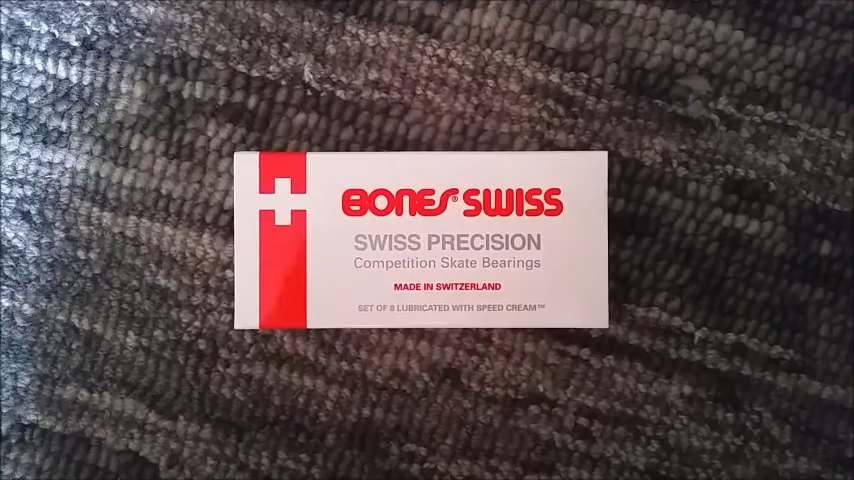 BONES® SWISS
SWISS PRECISION
Competition Skate Bearings
MADE IN SWITZERLAND
SET OF 8 LUBRICATED WITH SPEED CREAM™